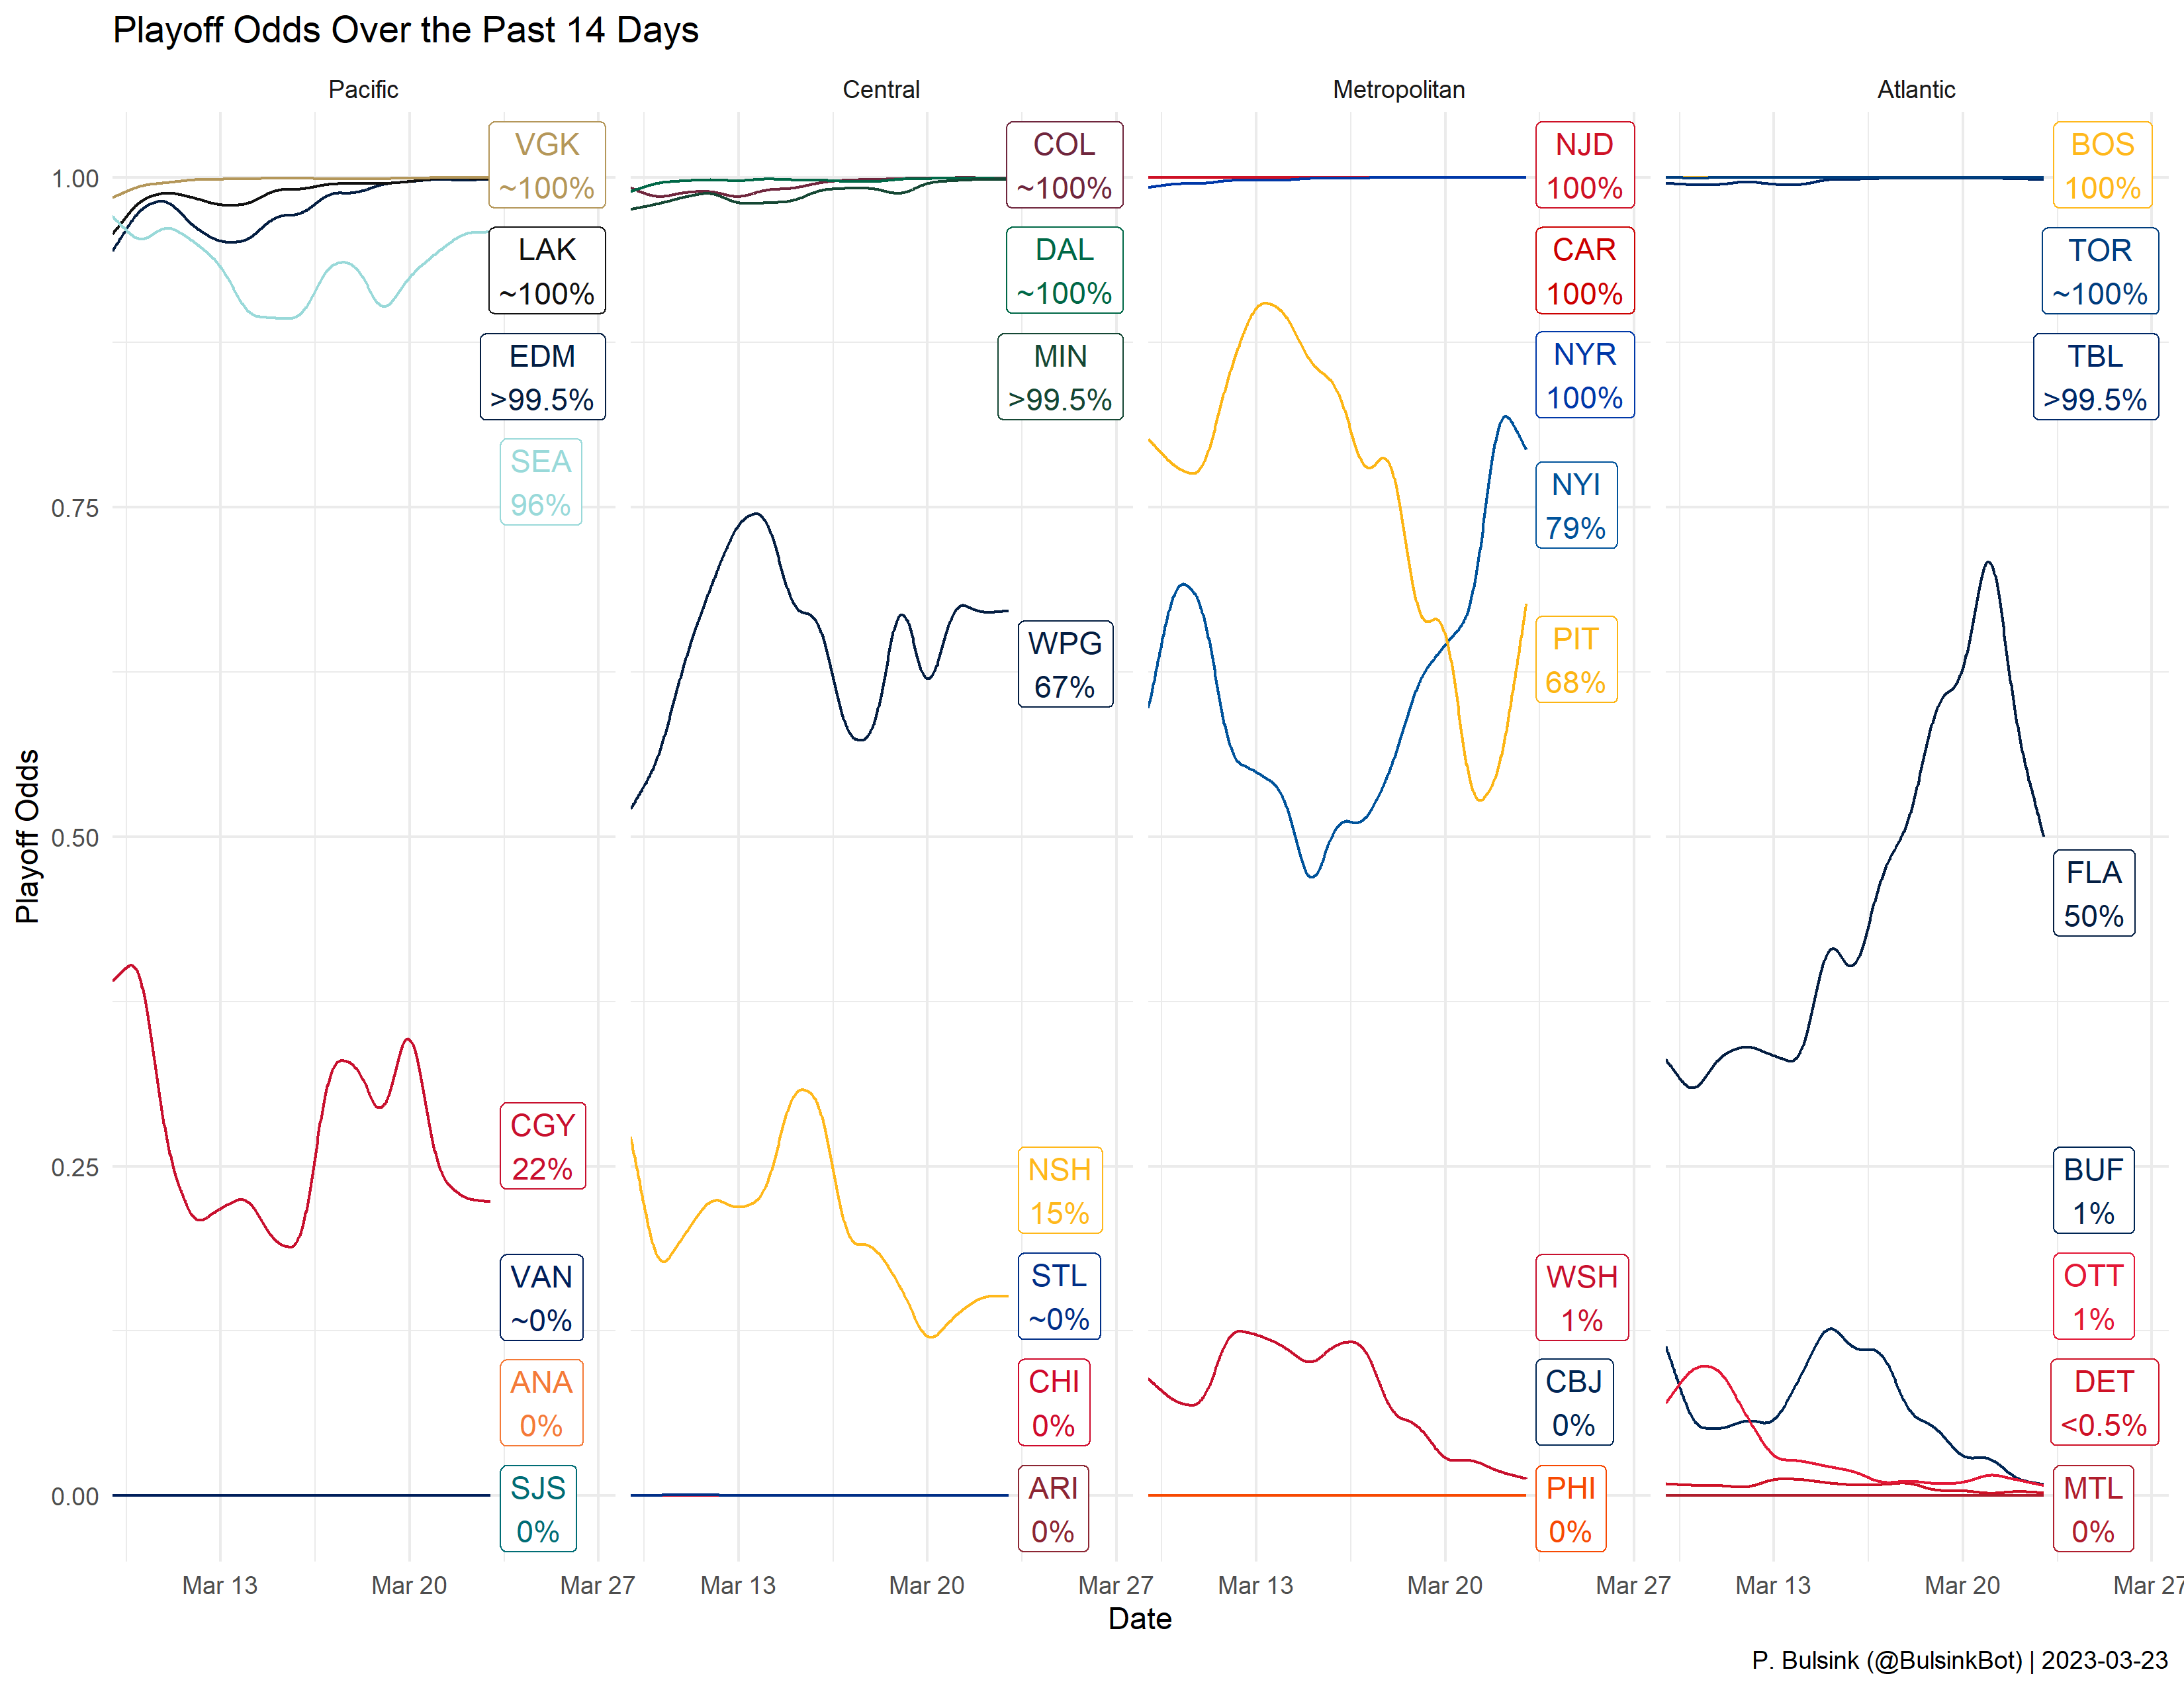 Playoff Odds Over the Past 14 Days
Pacific
Central
Metropolitan
Atlantic
Playoff Odds
1.00
0.75
0.50
0.25
0.00
VGK
~100%
LAK
~100%
EDM
>99.5%
SEA
96%
CGY
22%
VAN
~0%
ANA
0%
SJS
0%
COL
~100%
DAL
~100%
MIN
>99.5%
WPG
67%
NSH
15%
STL
~0%
CHI
0%
ARI
0%
NJD
100%
CAR
100%
NYR
100%
NYI
79%
PIT
68%
WSH
1%
CBJ
0%
PHI
0%
BOS
100%
TOR
~100%
TBL
>99.5%
FLA
50%
BUF
1%
OTT
1%
DET
<0.5%
MTL
0%
Mar 13 Mar 20 Mar 27 Mar 13 Mar 20 Mar 27 Mar 13 Mar 20 Mar 27 Mar 13 Mar 20 Mar 27
Date
P. Bulsink (@BulsinkBot) | 2023-03-23